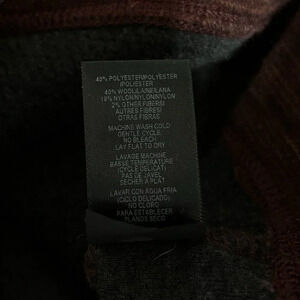 40% POLYESTER/POLYESTER
/POLIESTER
40% WOOL/LAINE/LANA
18% NYLON/NYLON/NYLON
2% OTHER FIBERS/
AUTRES FIBRES/
OTRAS FIBRAS
MACHINE WASH COLD
GENTLE CYCLE,
NO BLEACH
LAY FLAT TO DRY
LAVAGE MACHINE
BASSE TEMPERATURE
(CYCLE DELICAT)
PAS DE JAVEL
SECHER A PLAT.
LAVAR CON AGUA FRIA
(CICLO DELICADO)
NO CLORO
PARA ESTABLECER
PLANOS SECO